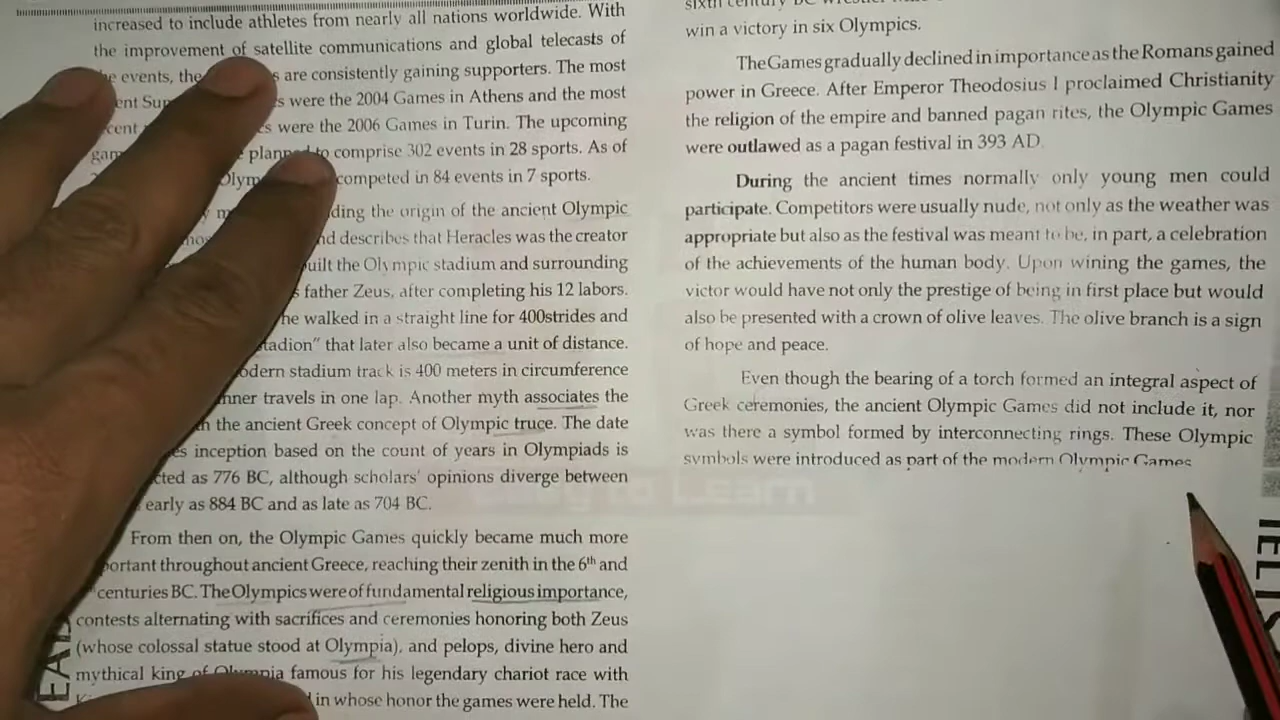 increased to include athletes from nearly all nations worldwide. With
the improvement of satellite communications and global telecasts of
events, the are consistently gaining supporters. The most
were the 2004 Games in Athens and the most
were the 2006 Games in Turin. The upcoming
to comprise 302 events in 28 sports. As of
competed in 84 events in 7 sports.
the origin of the ancient Olympic
describes that Heracles was the creator
the Olympic stadium and surrounding
father Zeus, after completing his 12 labors.
he walked in a straight line for 400strides and
that later also became a unit of distance.
stadium track is 400 meters in circumference
travels in one lap. Another myth associates the
the ancient Greek concept of Olympic truce. The date
inception based on the count of years in Olympiads is
as 776 BC, although scholars' opinions diverge between
early as 884 BC and as late as 704 BC.
From then on, the Olympic Games quickly became much more
throughout ancient Greece, reaching their zenith in the 6th and
centuries BC. The Olympics were of fundamental religious importance,
contests alternating with sacrifices and ceremonies honoring both Zeus
(whose colossal statue stood at Olympia), and pelops, divine hero and
mythical king of Olympia famous for his legendary chariot race with
in whose honor the games were held. The
win a victory in six Olympics.
The Games gradually declined in importance as the Romans gained
power in Greece. After Emperor Theodosius I proclaimed Christianity
the religion of the empire and banned pagan rites, the Olympic Games
were outlawed as a pagan festival in 393 AD.
During the ancient times normally only young men could
participate. Competitors were usually nude, not only as the weather was
appropriate but also as the festival was meant to be, in part, a celebration
of the achievements of the human body. Upon wining the games, the
victor would have not only the prestige of being in first place but would
also be presented with a crown of olive leaves. The olive branch is a sign
of hope and peace.
Even though the bearing of a torch formed an integral aspect of
Greek ceremonies, the ancient Olympic Games did not include it, nor
was there a symbol formed by interconnecting rings. These Olympic
symbols were introduced as part of the modern Olympic Games
to Learn